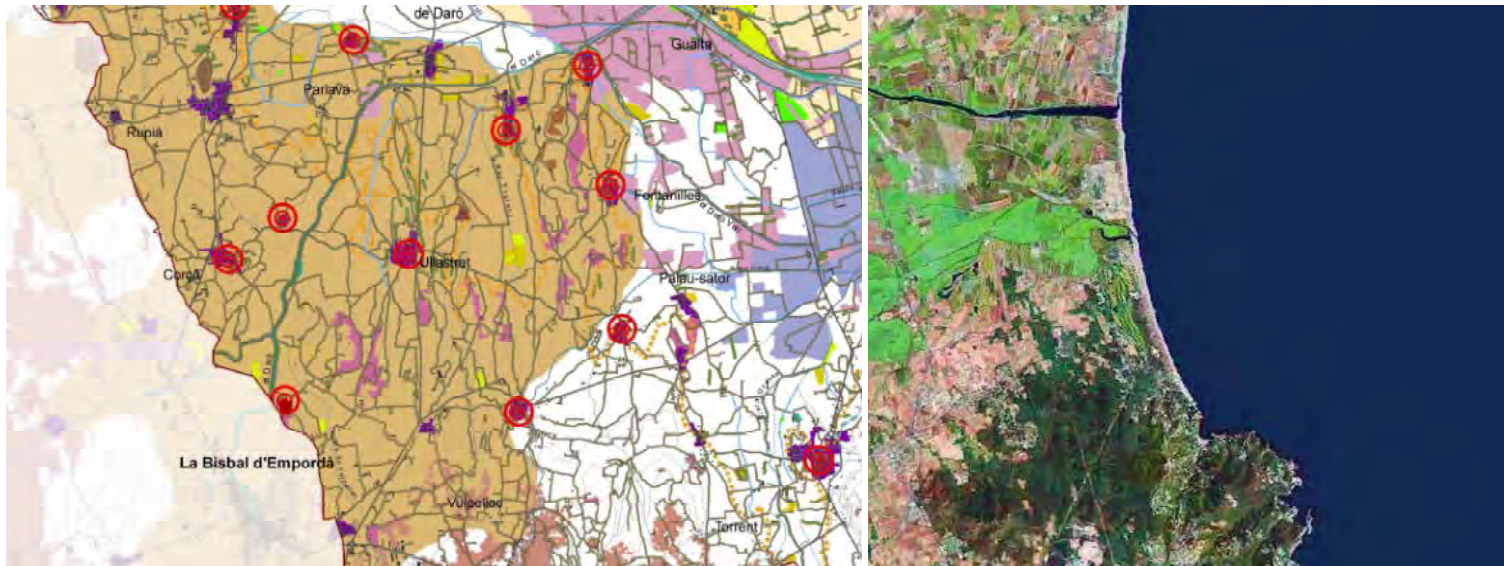 de Daró
Gualta
Parlavà
Rupià
Fontanilles
Corçà
Ullastret
Palau-sator
La Bisbal d'Empordà
Vulpellac
Torrent